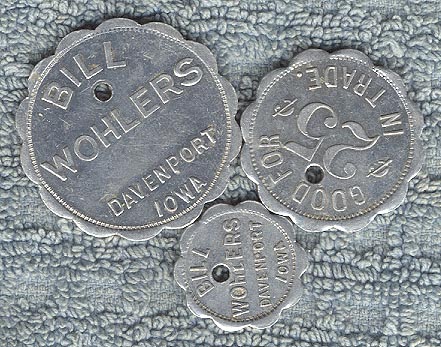 BILL
WOHLERS
DAVENPORT
IOWA
GOOD FOR
25
IN TRADE.
BILL
WOHLERS
DAVENPORT
IOWA